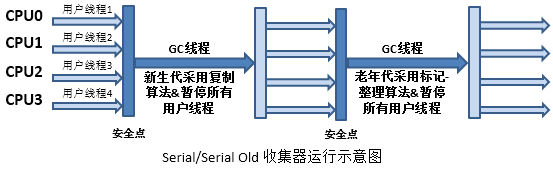 CPU0
用户线程1
CPU1
用户线程2
CPU2
用户线程3
CPU3
用户线程4
安全点
GC线程
新生代采用复制
算法&暂停所有
用户线程
安全点
GC线程
老年代采用标记-
整理算法&暂停
所有用户线程
Serial/Serial Old 收集器运行示意图